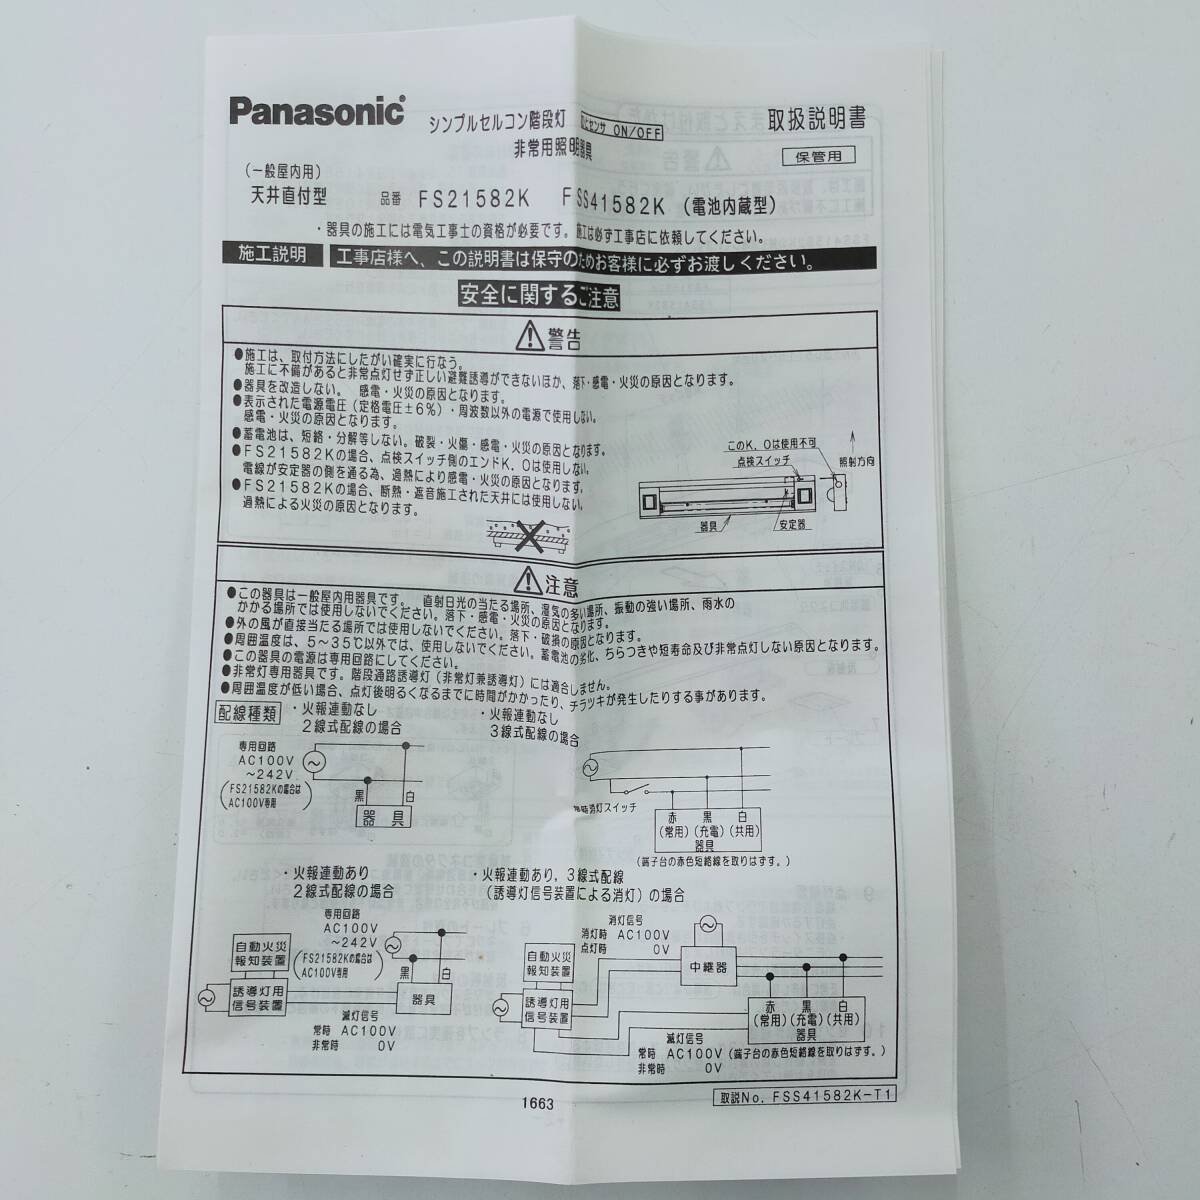 Panasonic
シンプルセルコン階段灯 センサ ON/OFF
非常用照明器具
取扱説明書
保管用
(一般屋内用)
天井直付型 品番 FS21582K FSS41582K (電池内蔵型)
・器具の施工には電気工事士の資格が必要です。施工は必ず工事店に依頼してください。
施工説明 工事店様へ、この説明書は保守のためお客様に必ずお渡しください。
安全に関するご注意
警告
●施工は、取付方法にしたがい確実に行なう。
施工に不備があると非常点灯せず正しい避難誘導ができないほか、落下・感電・火災の原因となります。
●器具を改造しない。 感電・火災の原因となります。
●表示された電源電圧(定格電圧±6%)・周波数以外の電源で使用しない。
感電・火災の原因となります。
●蓄電池は、短絡・分解等しない。破裂・火傷・感電・火災の原因となります。
●FS21582Kの場合、点検スイッチ側のエンドK.Oは使用しない。
電線が安定器の側を通る為、過熱により感電・火災の原因となります。
●FS21582Kの場合、断熱・遮音施工された天井には使用しない。
過熱による火災の原因となります。
このK.Oは使用不可
点検スイッチ
照射方向
器具
安定器
注意
●この器具は一般屋内用器具です。 直射日光の当たる場所、湿気の多い場所、振動の強い場所、雨水の
かかる場所では使用しないでください。落下・感電・火災の原因となります。
●外の風が直接当たる場所では使用しないでください。落下・破損の原因となります。
●周囲温度は、5~35℃以外では、使用しないでください。蓄電池の劣化、ちらつきや短寿命及び非常点灯しない原因となります。
●この器具の電源は専用回路にしてください。
●非常灯専用器具です。階段通路誘導灯(非常灯兼誘導灯)には適合しません。
●周囲温度が低い場合、点灯後明るくなるまでに時間がかかったり、チラツキが発生したりする事があります。
配線種類
・火報連動なし
2線式配線の場合
・火報連動なし
3線式配線の場合
専用回路
AC100V
~242V
(FS21582Kの場合は
AC100V専用)
黒 白
器具
消灯スイッチ
赤 黒 白
(常用)(充電)(共用)
器具
(端子台の赤色短絡線を取りはずす。)
・火報連動あり
2線式配線の場合
・火報連動あり,3線式配線
(誘導灯信号装置による消灯)の場合
専用回路
AC100V
~242V
(FS21582Kの場合は
AC100V専用)
自動火災
報知装置
誘導灯用
信号装置
黒 白
器具
減灯信号
常時 AC100V
非常時 0V
消灯信号
消灯時 AC100V
点灯時 0V
自動火災
報知装置
誘導灯用
信号装置
中継器
赤 黒 白
(常用)(充電)(共用)
器具
減灯信号
常時 AC100V (端子台の赤色短絡線を取りはずす。)
非常時 0V
1663
取説No. FSS41582K-T1